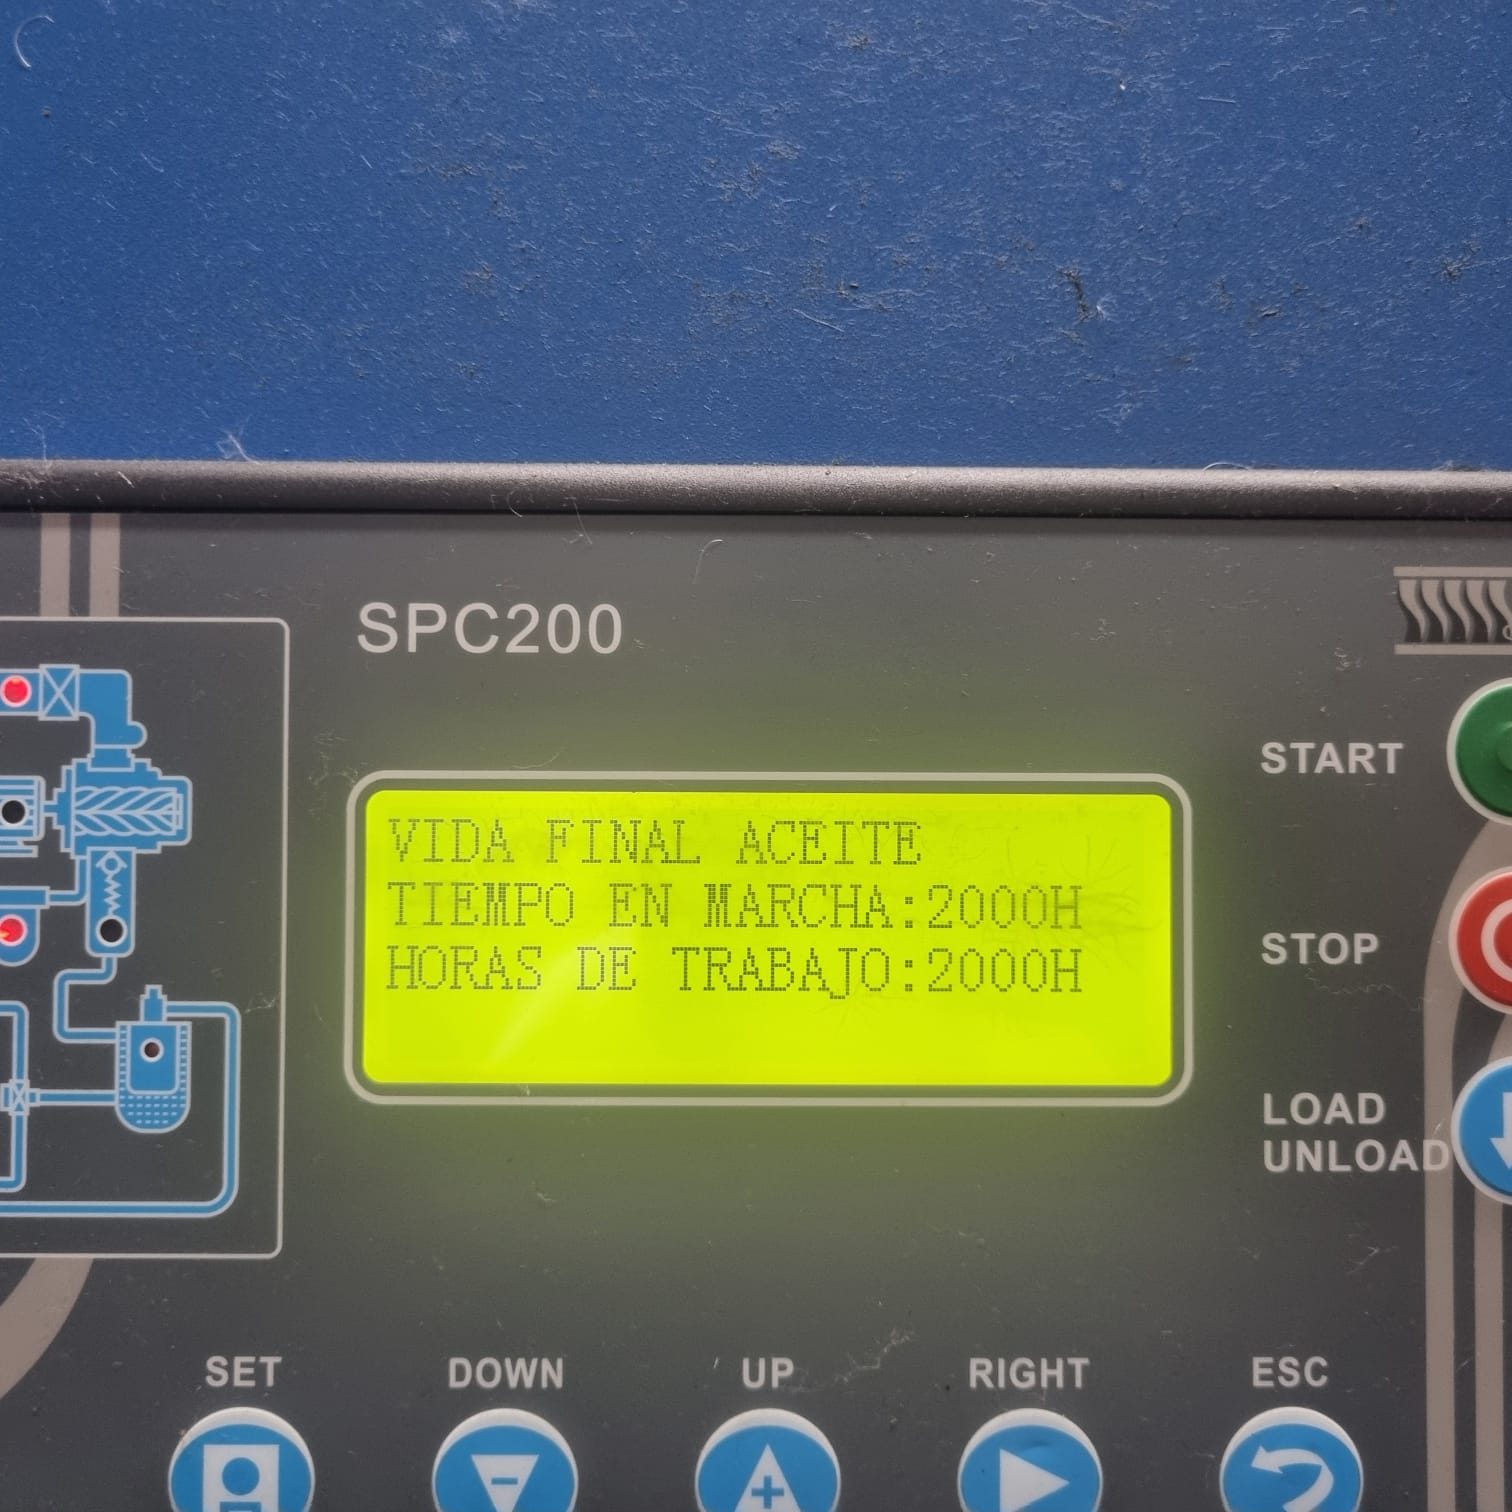 SPC200
VIDA FINAL ACEITE
TIEMPO EN MARCHA:2000H
HORAS DE TRABAJO:2000H
START
STOP
LOAD
UNLOAD
SET
DOWN
UP
RIGHT
ESC